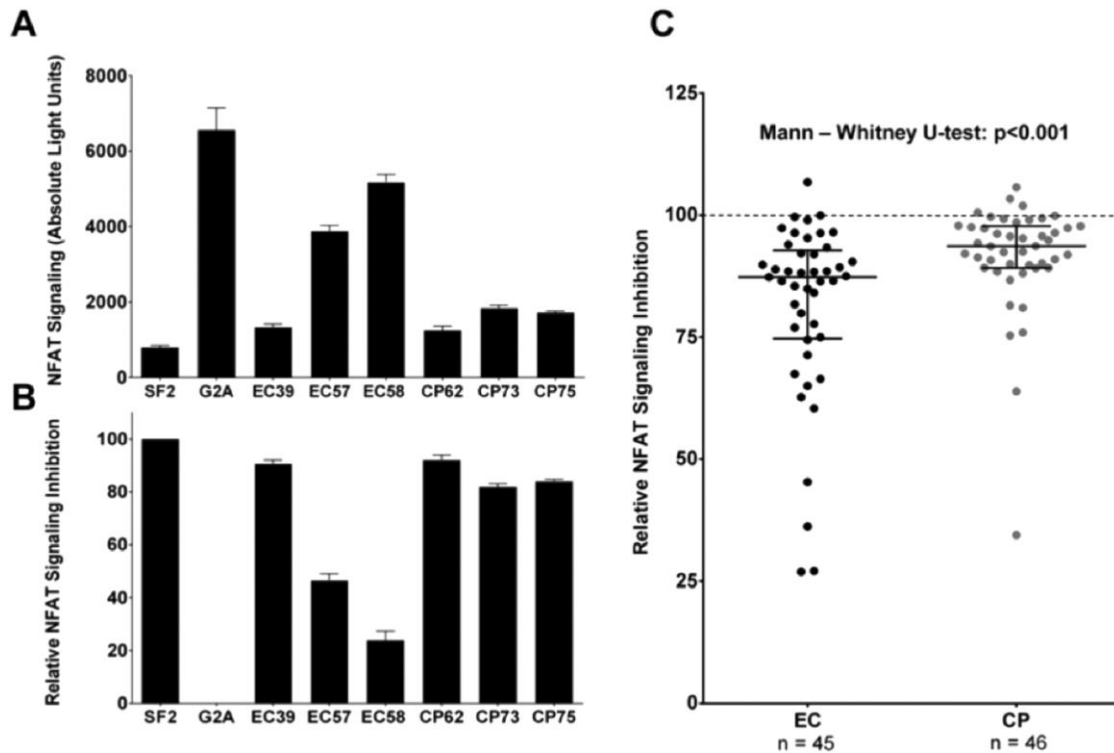 A
NFAT Signaling (Absolute Light Units)
8000
6000
4000
2000
0
SF2 G2A EC39 EC57 EC58 CP62 CP73 CP75
B
Relative NFAT Signaling Inhibition
100
80
60
40
20
0
SF2 G2A EC39 EC57 EC58 CP62 CP73 CP75
C
Relative NFAT Signaling Inhibition
125
Mann – Whitney U-test: p<0.001
100
75
50
25
0
EC CP
n = 45 n = 46